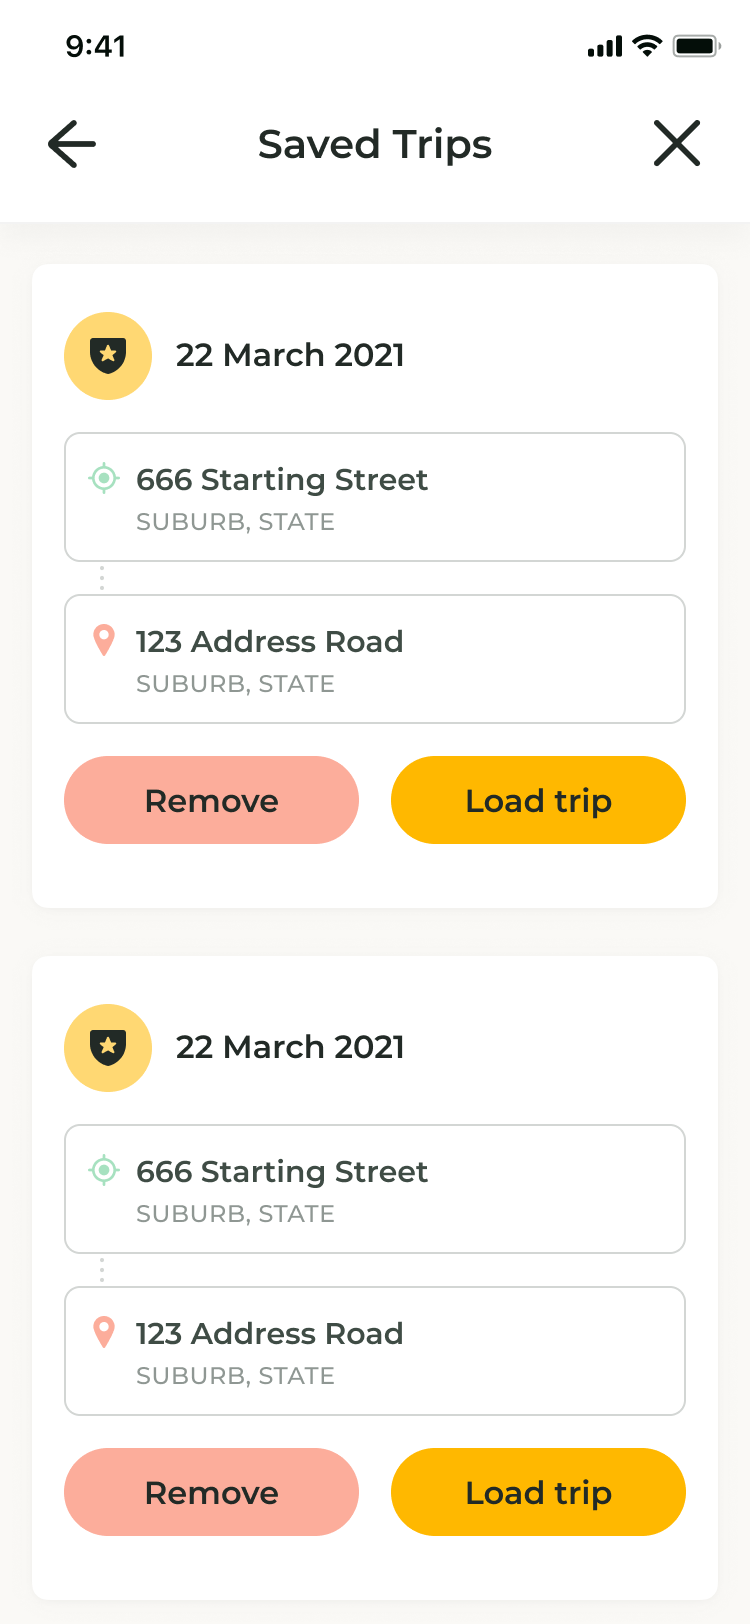 9:41
Saved Trips
22 March 2021
666 Starting Street
SUBURB, STATE
123 Address Road
SUBURB, STATE
Remove
Load trip
22 March 2021
666 Starting Street
SUBURB, STATE
123 Address Road
SUBURB, STATE
Remove
Load trip